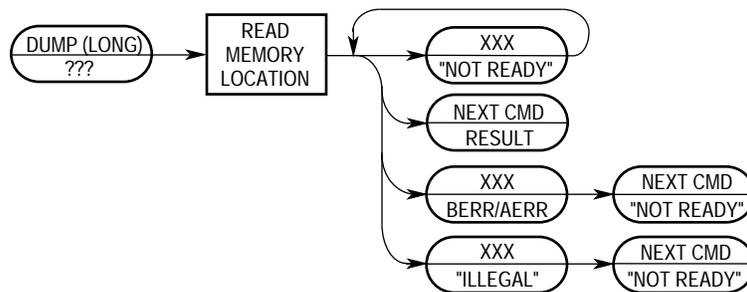 DUMP (LONG)
???
READ
MEMORY
LOCATION
XXX
"NOT READY"
NEXT CMD
RESULT
XXX
BERR/AERR
NEXT CMD
"NOT READY"
XXX
"ILLEGAL"
NEXT CMD
"NOT READY"